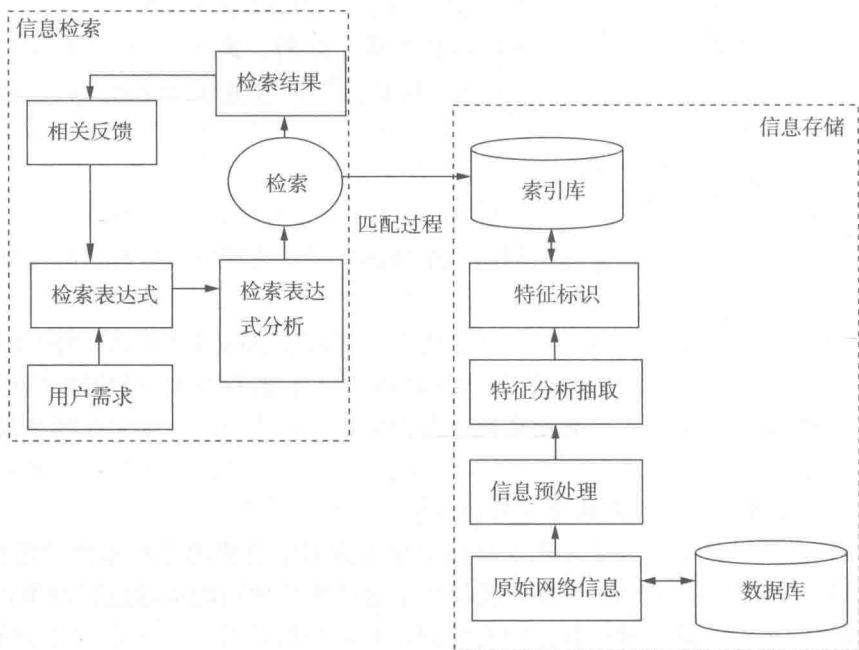 信息检索
检索结果
相关反馈
检索
检索表达式
检索表达
式分析
用户需求
匹配过程
信息存储
索引库
特征标识
特征分析抽取
信息预处理
原始网络信息
数据库